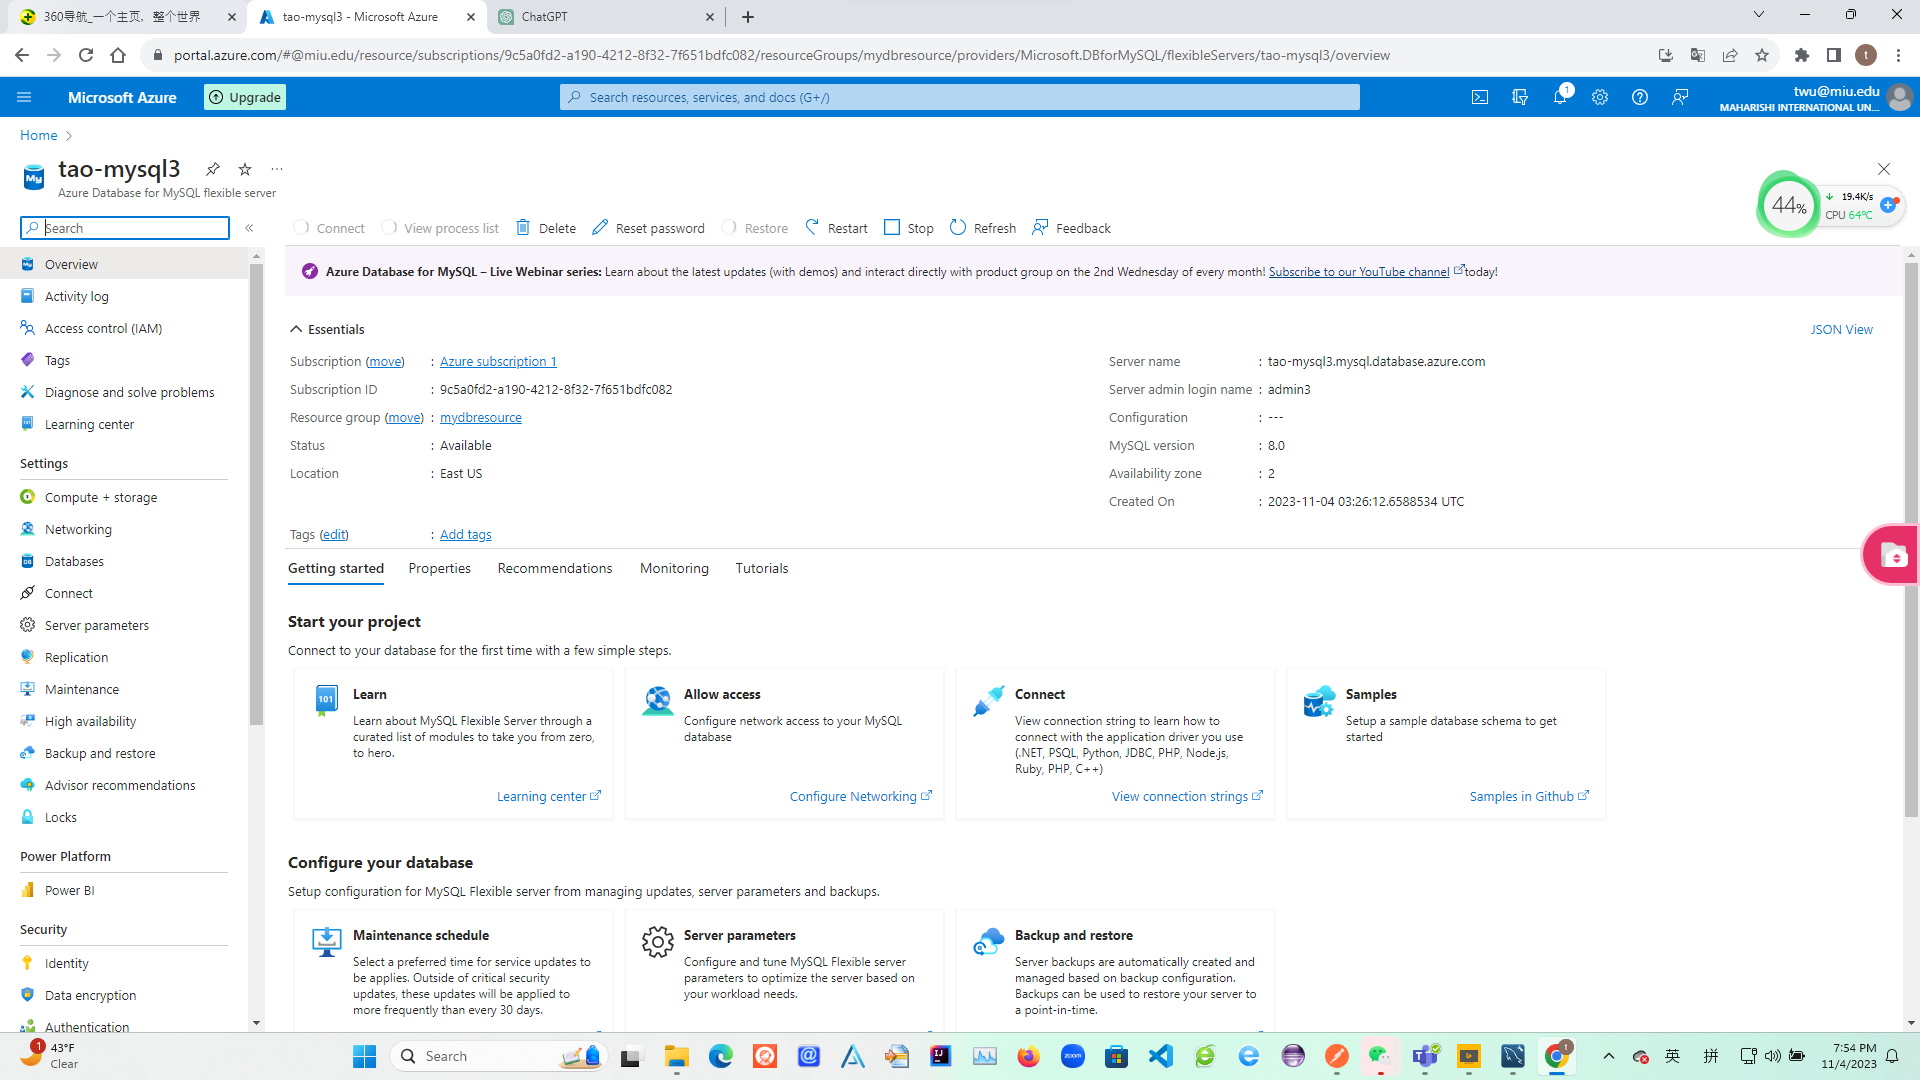 360导航_一个主页，整个世界
tao-mysql3 - Microsoft Azure
ChatGPT
portal.azure.com/#@miu.edu/resource/subscriptions/9c5a0fd2-a190-4212-8f32-7f651bdfc082/resourceGroups/mydbresource/providers/Microsoft.DBforMySQL/flexibleServers/tao-mysql3/overview
t
Microsoft Azure
Upgrade
Search resources, services, and docs (G+/)
1
twu@miu.edu
MAHARISHI INTERNATIONAL UN...
Home
My
tao-mysql3
Azure Database for MySQL flexible server
44%
19.4K/s
CPU 64°C
Search
Connect
View process list
Delete
Reset password
Restore
Restart
Stop
Refresh
Feedback
Azure Database for MySQL – Live Webinar series: Learn about the latest updates (with demos) and interact directly with product group on the 2nd Wednesday of every month! Subscribe to our YouTube channel today!
Overview
Activity log
Access control (IAM)
Tags
Diagnose and solve problems
Learning center
Settings
Compute + storage
Networking
Databases
Connect
Server parameters
Replication
Maintenance
High availability
Backup and restore
Advisor recommendations
Locks
Power Platform
Power BI
Security
Identity
Data encryption
Authentication
Essentials
JSON View
Subscription (move) : Azure subscription 1
Subscription ID : 9c5a0fd2-a190-4212-8f32-7f651bdfc082
Resource group (move) : mydbresource
Status : Available
Location : East US
Server name : tao-mysql3.mysql.database.azure.com
Server admin login name : admin3
Configuration : ---
MySQL version : 8.0
Availability zone : 2
Created On : 2023-11-04 03:26:12.6588534 UTC
Tags (edit) : Add tags
Getting started
Properties
Recommendations
Monitoring
Tutorials
Start your project
Connect to your database for the first time with a few simple steps.
101
Learn
Learn about MySQL Flexible Server through a
curated list of modules to take you from zero,
to hero.
Learning center
Allow access
Configure network access to your MySQL
database
Configure Networking
Connect
View connection string to learn how to
connect with the application driver you use
(.NET, PSQL, Python, JDBC, PHP, Node.js,
Ruby, PHP, C++)
View connection strings
Samples
Setup a sample database schema to get
started
Samples in Github
Configure your database
Setup configuration for MySQL Flexible server from managing updates, server parameters and backups.
Maintenance schedule
Select a preferred time for service updates to
be applies. Outside of critical security
updates, these updates will be applied to
more frequently than every 30 days.
Server parameters
Configure and tune MySQL Flexible server
parameters to optimize the server based on
your workload needs.
Backup and restore
Server backups are automatically created and
managed based on backup configuration.
Backups can be used to restore your server to
a point-in-time.
1
43°F
Clear
Search
zoom
t
英
拼
7:54 PM
11/4/2023